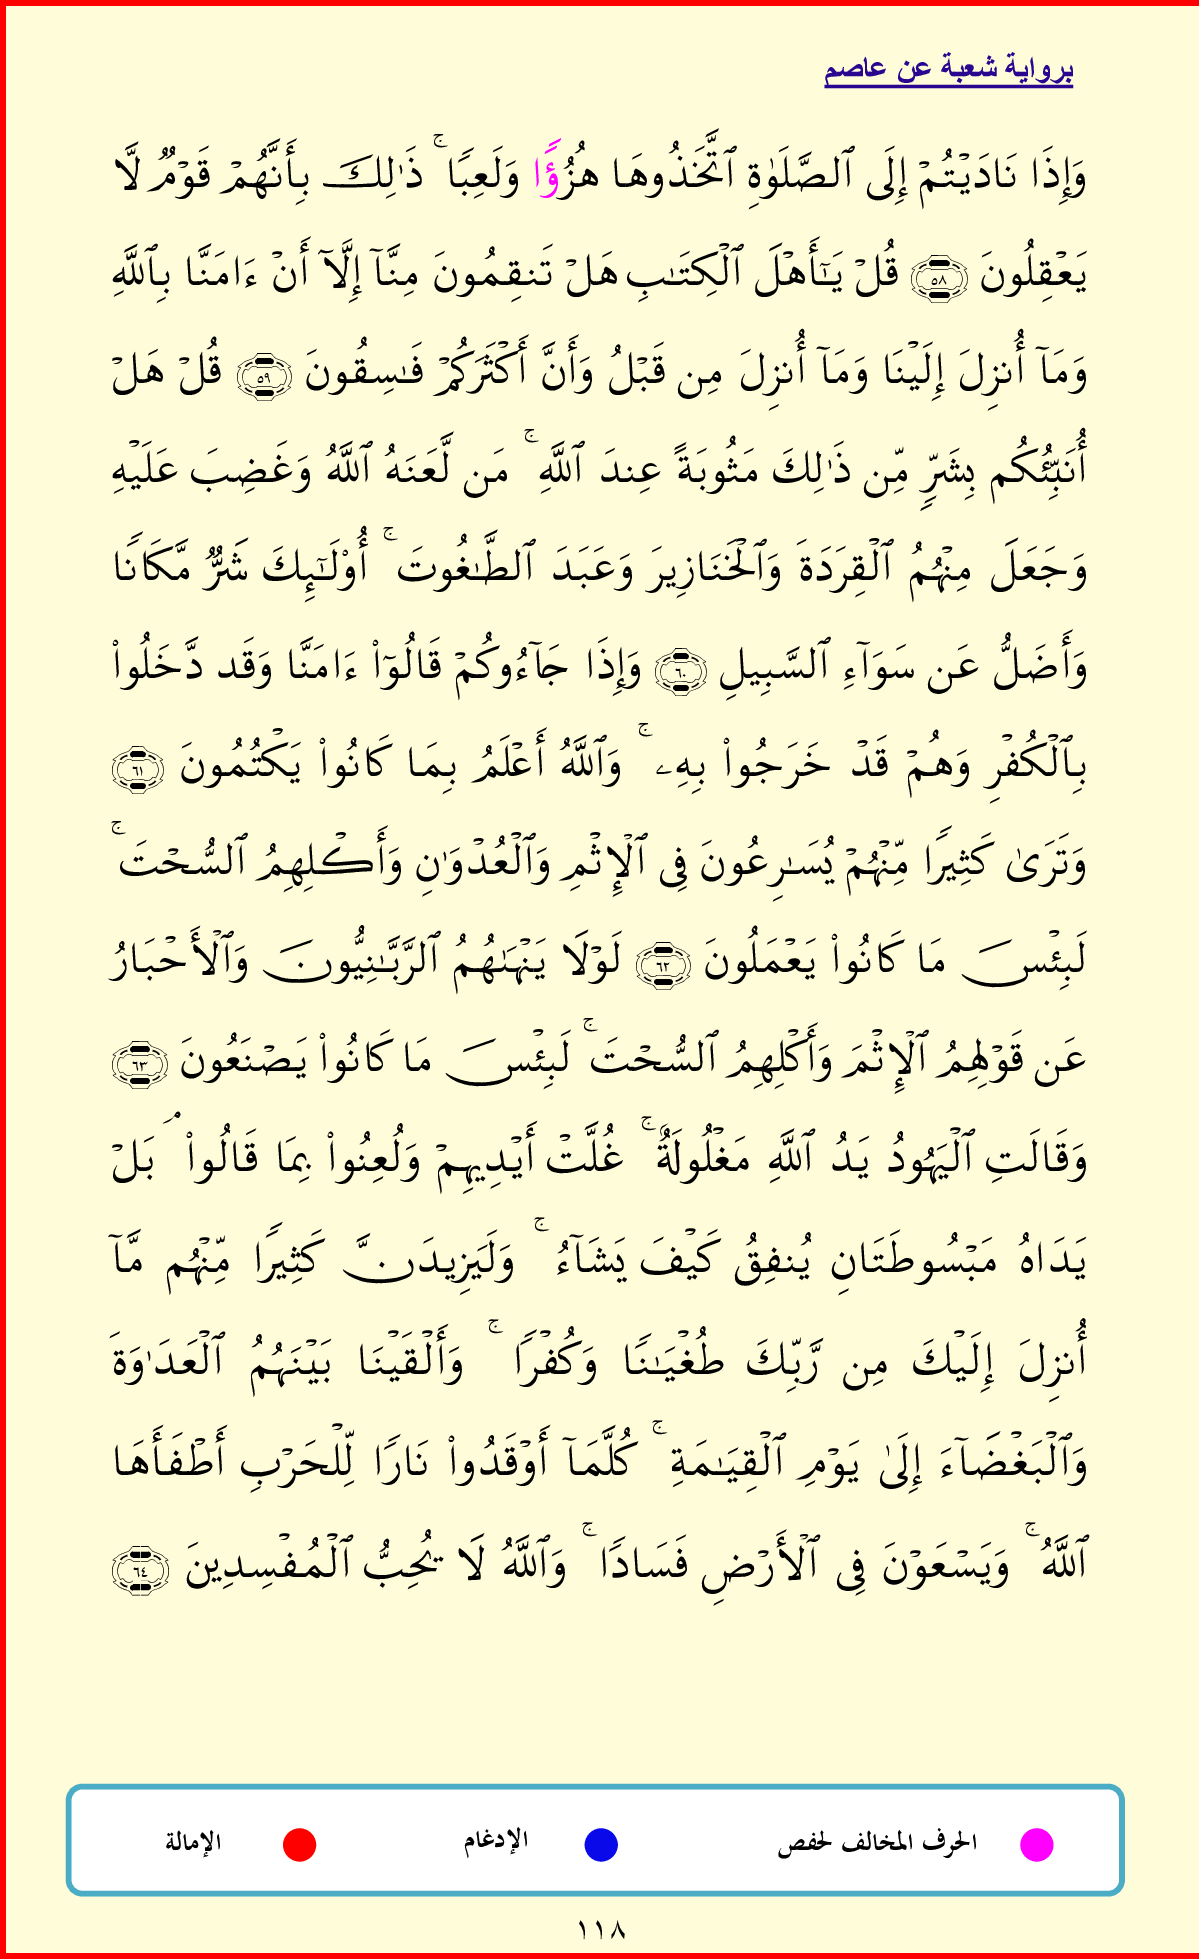 برواية شعبة عن عاصم
وَإِذَا نَادَيْتُمْ إِلَى ٱلصَّلَوٰةِ ٱتَّخَذُوهَا هُزُؤًا وَلَعِبًا ۚ ذَٰلِكَ بِأَنَّهُمْ قَوْمٌ لَّا
يَعْقِلُونَ ٥٨ قُلْ يَـٰٓأَهْلَ ٱلْكِتَـٰبِ هَلْ تَنقِمُونَ مِنَّآ إِلَّآ أَنْ ءَامَنَّا بِٱللَّهِ
وَمَآ أُنزِلَ إِلَيْنَا وَمَآ أُنزِلَ مِن قَبْلُ وَأَنَّ أَكْثَرَكُمْ فَـٰسِقُونَ ٥٩ قُلْ هَلْ
أُنَبِّئُكُم بِشَرٍّ مِّن ذَٰلِكَ مَثُوبَةً عِندَ ٱللَّهِ ۚ مَن لَّعَنَهُ ٱللَّهُ وَغَضِبَ عَلَيْهِ
وَجَعَلَ مِنْهُمُ ٱلْقِرَدَةَ وَٱلْخَنَازِيرَ وَعَبَدَ ٱلطَّـٰغُوتَ ۚ أُو۟لَـٰٓئِكَ شَرٌّ مَّكَانًا
وَأَضَلُّ عَن سَوَآءِ ٱلسَّبِيلِ ٦٠ وَإِذَا جَآءُوكُمْ قَالُوٓا۟ ءَامَنَّا وَقَد دَّخَلُوا۟
بِٱلْكُفْرِ وَهُمْ قَدْ خَرَجُوا۟ بِهِۦ ۚ وَٱللَّهُ أَعْلَمُ بِمَا كَانُوا۟ يَكْتُمُونَ ٦١
وَتَرَىٰ كَثِيرًا مِّنْهُمْ يُسَـٰرِعُونَ فِى ٱلْإِثْمِ وَٱلْعُدْوَٰنِ وَأَكْلِهِمُ ٱلسُّحْتَ ۚ
لَبِئْسَ مَا كَانُوا۟ يَعْمَلُونَ ٦٢ لَوْلَا يَنْهَىٰهُمُ ٱلرَّبَّـٰنِيُّونَ وَٱلْأَحْبَارُ
عَن قَوْلِهِمُ ٱلْإِثْمَ وَأَكْلِهِمُ ٱلسُّحْتَ ۚ لَبِئْسَ مَا كَانُوا۟ يَصْنَعُونَ ٦٣
وَقَالَتِ ٱلْيَهُودُ يَدُ ٱللَّهِ مَغْلُولَةٌ ۚ غُلَّتْ أَيْدِيهِمْ وَلُعِنُوا۟ بِمَا قَالُوا۟ ۘ بَلْ
يَدَاهُ مَبْسُوطَتَانِ يُنفِقُ كَيْفَ يَشَآءُ ۚ وَلَيَزِيدَنَّ كَثِيرًا مِّنْهُم مَّآ
أُنزِلَ إِلَيْكَ مِن رَّبِّكَ طُغْيَـٰنًا وَكُفْرًا ۚ وَأَلْقَيْنَا بَيْنَهُمُ ٱلْعَدَٰوَةَ
وَٱلْبَغْضَآءَ إِلَىٰ يَوْمِ ٱلْقِيَـٰمَةِ ۚ كُلَّمَآ أَوْقَدُوا۟ نَارًا لِّلْحَرْبِ أَطْفَأَهَا
ٱللَّهُ ۚ وَيَسْعَوْنَ فِى ٱلْأَرْضِ فَسَادًا ۚ وَٱللَّهُ لَا يُحِبُّ ٱلْمُفْسِدِينَ ٦٤
الحرف المخالف لحفص الإدغام الإمالة
١١٨